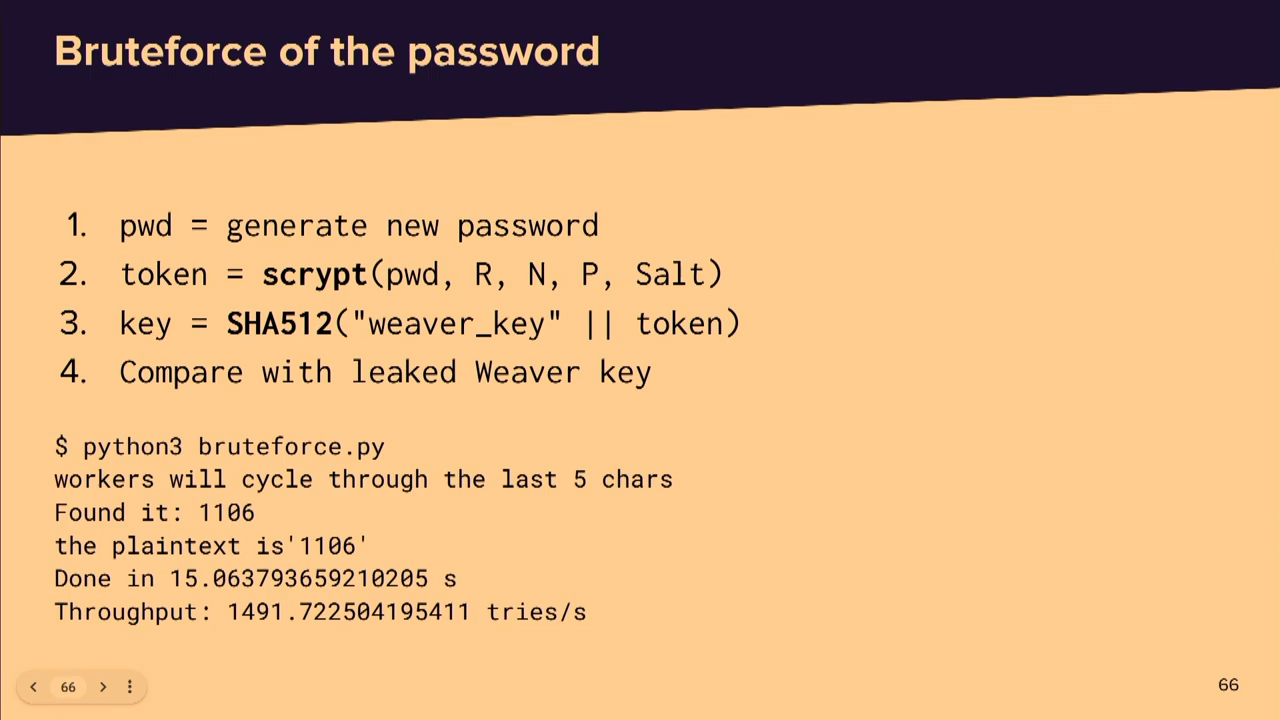 Bruteforce of the password
1. pwd = generate new password
2. token = scrypt(pwd, R, N, P, Salt)
3. key = SHA512("weaver_key" || token)
4. Compare with leaked Weaver key
$ python3 bruteforce.py
workers will cycle through the last 5 chars
Found it: 1106
the plaintext is'1106'
Done in 15.063793659210205 s
Throughput: 1491.722504195411 tries/s
66
66